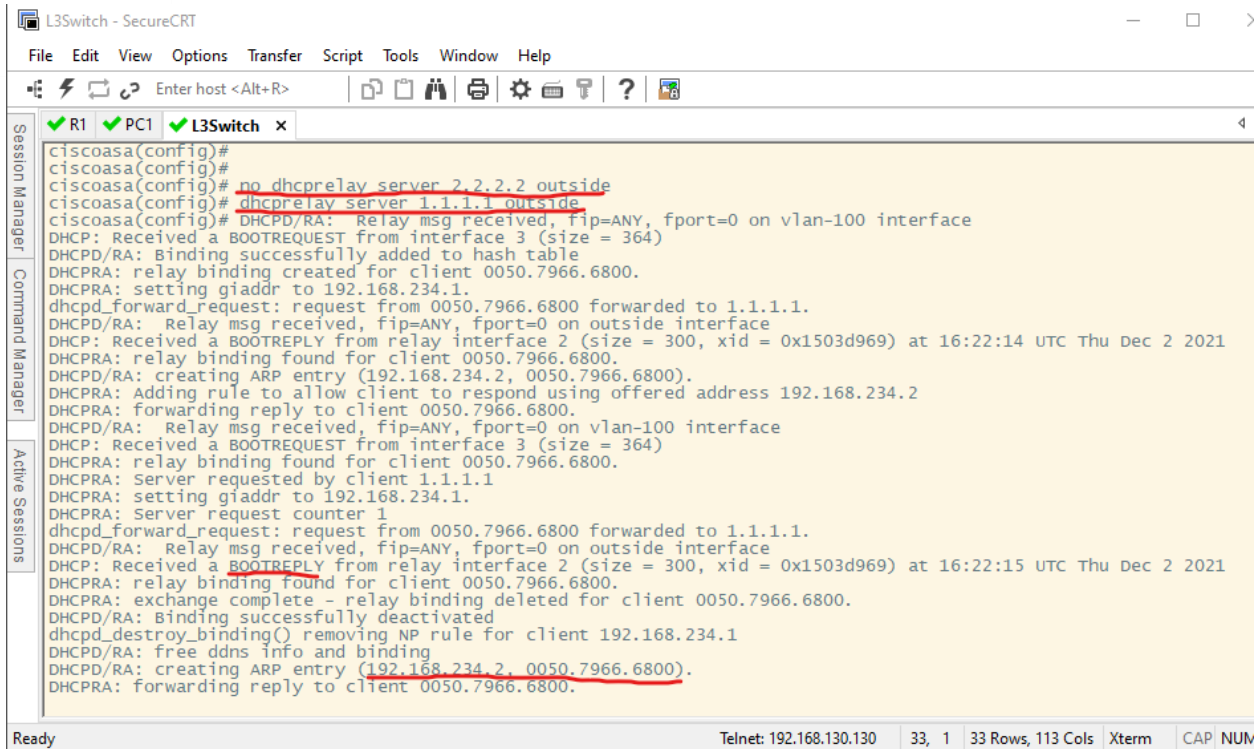 L3Switch - SecureCRT
File Edit View Options Transfer Script Tools Window Help
Enter host <Alt+R>
R1 PC1 L3Switch ×
Session Manager
Command Manager
Active Sessions
ciscoasa(config)#
ciscoasa(config)#
ciscoasa(config)# no dhcprelay server 2.2.2.2 outside
ciscoasa(config)# dhcprelay server 1.1.1.1 outside
ciscoasa(config)# DHCPD/RA:  Relay msg received, fip=ANY, fport=0 on vlan-100 interface
DHCP: Received a BOOTREQUEST from interface 3 (size = 364)
DHCPD/RA: Binding successfully added to hash table
DHCPRA: relay binding created for client 0050.7966.6800.
DHCPRA: setting giaddr to 192.168.234.1.
dhcpd_forward_request: request from 0050.7966.6800 forwarded to 1.1.1.1.
DHCPD/RA:  Relay msg received, fip=ANY, fport=0 on outside interface
DHCP: Received a BOOTREPLY from relay interface 2 (size = 300, xid = 0x1503d969) at 16:22:14 UTC Thu Dec 2 2021
DHCPRA: relay binding found for client 0050.7966.6800.
DHCPD/RA: creating ARP entry (192.168.234.2, 0050.7966.6800).
DHCPRA: Adding rule to allow client to respond using offered address 192.168.234.2
DHCPRA: forwarding reply to client 0050.7966.6800.
DHCPD/RA:  Relay msg received, fip=ANY, fport=0 on vlan-100 interface
DHCP: Received a BOOTREQUEST from interface 3 (size = 364)
DHCPRA: relay binding found for client 0050.7966.6800.
DHCPRA: Server requested by client 1.1.1.1
DHCPRA: setting giaddr to 192.168.234.1.
DHCPRA: Server request counter 1
dhcpd_forward_request: request from 0050.7966.6800 forwarded to 1.1.1.1.
DHCPD/RA:  Relay msg received, fip=ANY, fport=0 on outside interface
DHCP: Received a BOOTREPLY from relay interface 2 (size = 300, xid = 0x1503d969) at 16:22:15 UTC Thu Dec 2 2021
DHCPRA: relay binding found for client 0050.7966.6800.
DHCPRA: exchange complete - relay binding deleted for client 0050.7966.6800.
DHCPD/RA: Binding successfully deactivated
dhcpd_destroy_binding() removing NP rule for client 192.168.234.1
DHCPD/RA: free ddns info and binding
DHCPD/RA: creating ARP entry (192.168.234.2, 0050.7966.6800).
DHCPRA: forwarding reply to client 0050.7966.6800.
Ready Telnet: 192.168.130.130 33, 1 33 Rows, 113 Cols Xterm CAP NUM